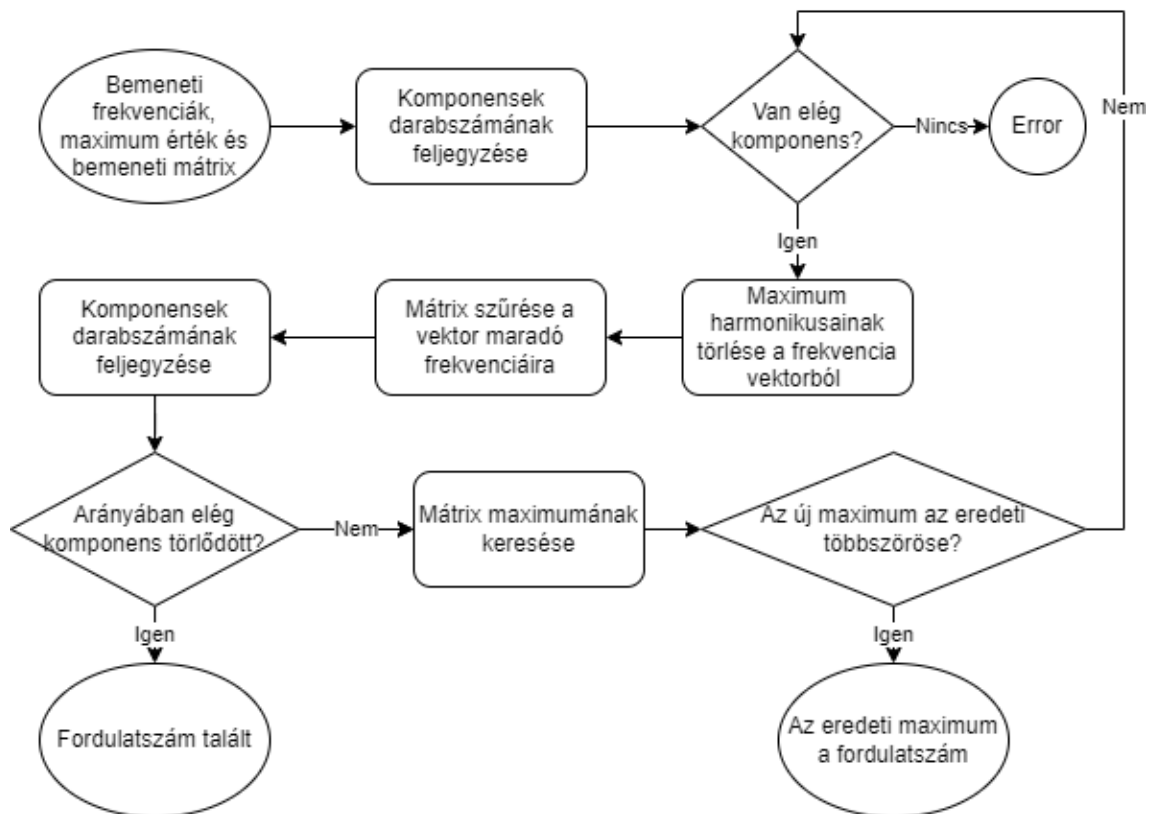 Bemeneti
frekvenciák,
maximum érték és
bemeneti mátrix
Komponensek
darabszámának
feljegyzése
Van elég
komponens?
Nincs
Error
Nem
Igen
Komponensek
darabszámának
feljegyzése
Mátrix szűrése a
vektor maradó
frekvenciáira
Maximum
harmonikusainak
törlése a frekvencia
vektorból
Arányában elég
komponens törlődött?
Nem
Mátrix maximumának
keresése
Az új maximum az eredeti
többszöröse?
Igen
Igen
Fordulatszám talált
Az eredeti maximum
a fordulatszám